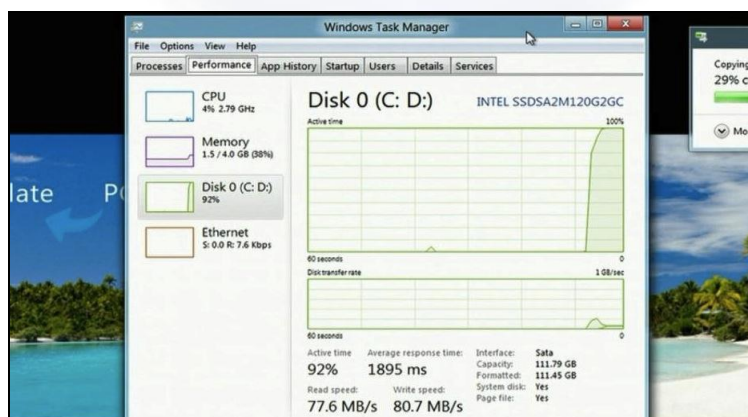 Windows Task Manager
File Options View Help
Processes Performance App History Startup Users Details Services
CPU
4% 2.79 GHz
Memory
1.5 / 4.0 GB (38%)
Disk 0 (C: D:)
92%
Ethernet
S: 0.0 R: 7.6 Kbps
Disk 0 (C: D:) INTEL SSDSA2M120G2GC
Active time 100%
60 seconds 0
Disk transfer rate 1 GB/sec
60 seconds 0
Active time Average response time:
92% 1895 ms
Read speed: Write speed:
77.6 MB/s 80.7 MB/s
Interface: Sata
Capacity: 111.79 GB
Formatted: 111.45 GB
System disk: Yes
Page file: Yes
Copying
29% c
Mo
late P